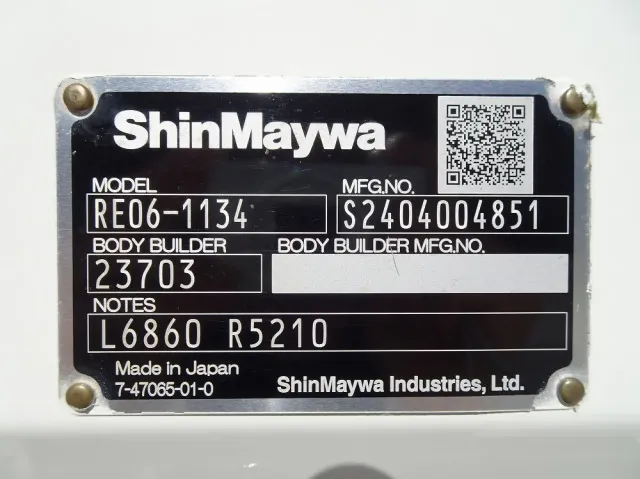 ShinMaywa
MODEL MFG.NO.
RE06-1134 S2404004851
BODY BUILDER BODY BUILDER MFG.NO.
23703
NOTES
L6860 R5210
Made in Japan
7-47065-01-0 ShinMaywa Industries, Ltd.